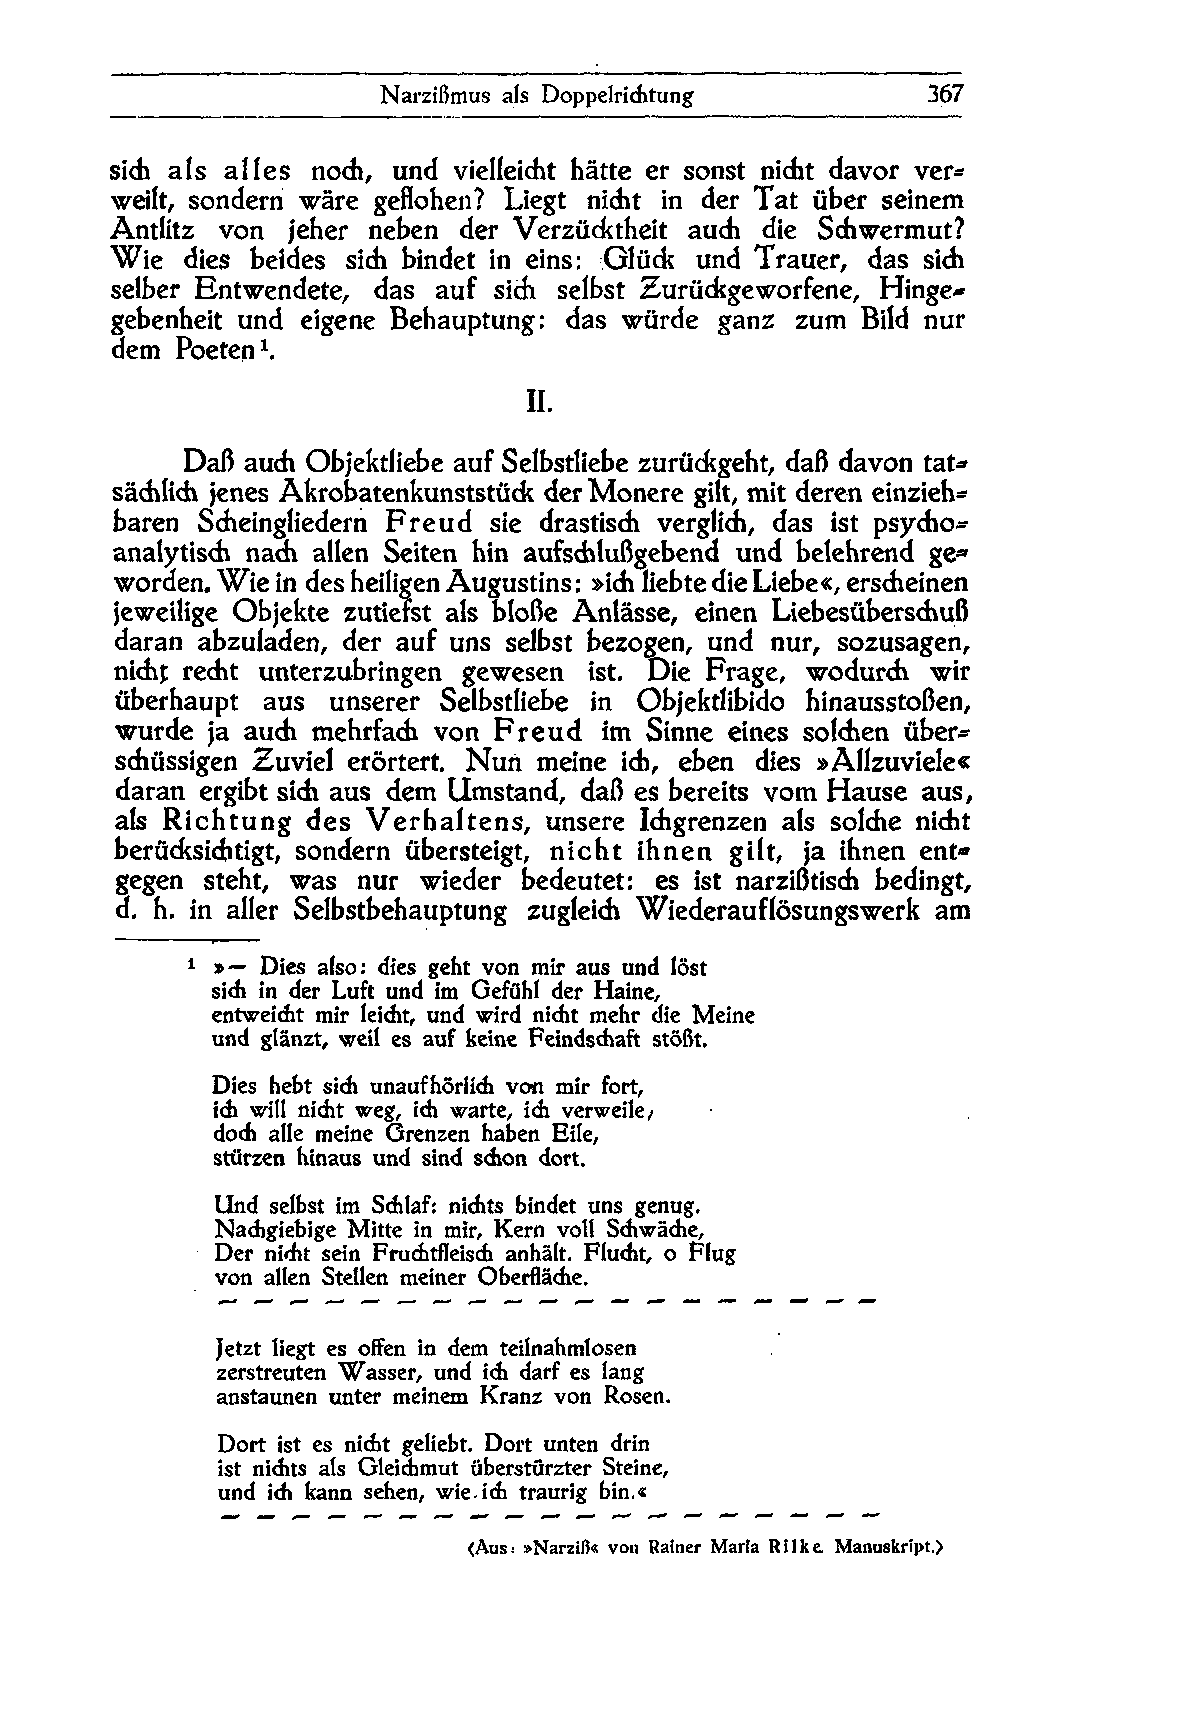 Narzißmus als Doppelrichtung 367
sich als alles noch, und vielleicht hätte er sonst nicht davor ver-
weilt, sondern wäre geflohen? Liegt nicht in der Tat über seinem
Antlitz von jeher neben der Verzücktheit auch die Schwermut?
Wie dies beides sich bindet in eins: Glück und Trauer, das sich
selber Entwendete, das auf sich selbst Zurückgeworfene, Hinge-
gebenheit und eigene Behauptung: das würde ganz zum Bild nur
dem Poeten¹.
II.
Daß auch Objektliebe auf Selbstliebe zurückgeht, daß davon tat-
sächlich jenes Akrobatenkunststück der Monere gilt, mit deren einzieh-
baren Scheingliedern Freud sie drastisch verglich, das ist psycho-
analytisch nach allen Seiten hin aufschlußgebend und belehrend ge-
worden. Wie in des heiligen Augustins: »ich liebte die Liebe«, erscheinen
jeweilige Objekte zutiefst als bloße Anlässe, einen Liebesüberschuß
daran abzuladen, der auf uns selbst bezogen, und nur, sozusagen,
nicht recht unterzubringen gewesen ist. Die Frage, wodurch wir
überhaupt aus unserer Selbstliebe in Objektlibido hinausstoßen,
wurde ja auch mehrfach von Freud im Sinne eines solchen über-
schüssigen Zuviel erörtert. Nun meine ich, eben dies »Allzuviele«
daran ergibt sich aus dem Umstand, daß es bereits vom Hause aus,
als Richtung des Verhaltens, unsere Ichgrenzen als solche nicht
berücksichtigt, sondern übersteigt, nicht ihnen gilt, ja ihnen ent-
gegen steht, was nur wieder bedeutet: es ist narzißtisch bedingt,
d. h. in aller Selbstbehauptung zugleich Wiederauflösungswerk am
¹ »— Dies also: dies geht von mir aus und löst
sich in der Luft und im Gefühl der Haine,
entweicht mir leicht, und wird nicht mehr die Meine
und glänzt, weil es auf keine Feindschaft stößt.
Dies hebt sich unaufhörlich von mir fort,
ich will nicht weg, ich warte, ich verweile,
doch alle meine Grenzen haben Eile,
stürzen hinaus und sind schon dort.
Und selbst im Schlaf: nichts bindet uns genug.
Nachgiebige Mitte in mir, Kern voll Schwäche,
Der nicht sein Fruchtfleisch anhält. Flucht, o Flug
von allen Stellen meiner Oberfläche.
— — — — — — — — — — — — — — — — — — —
Jetzt liegt es offen in dem teilnahmlosen
zerstreuten Wasser, und ich darf es lang
anstaunen unter meinem Kranz von Rosen.
Dort ist es nicht geliebt. Dort unten drin
ist nichts als Gleichmut überstürzter Steine,
und ich kann sehen, wie ich traurig bin.«
— — — — — — — — — — — — — — — — — — —
(Aus: »Narziß« von Rainer Maria Rilke. Manuskript.)